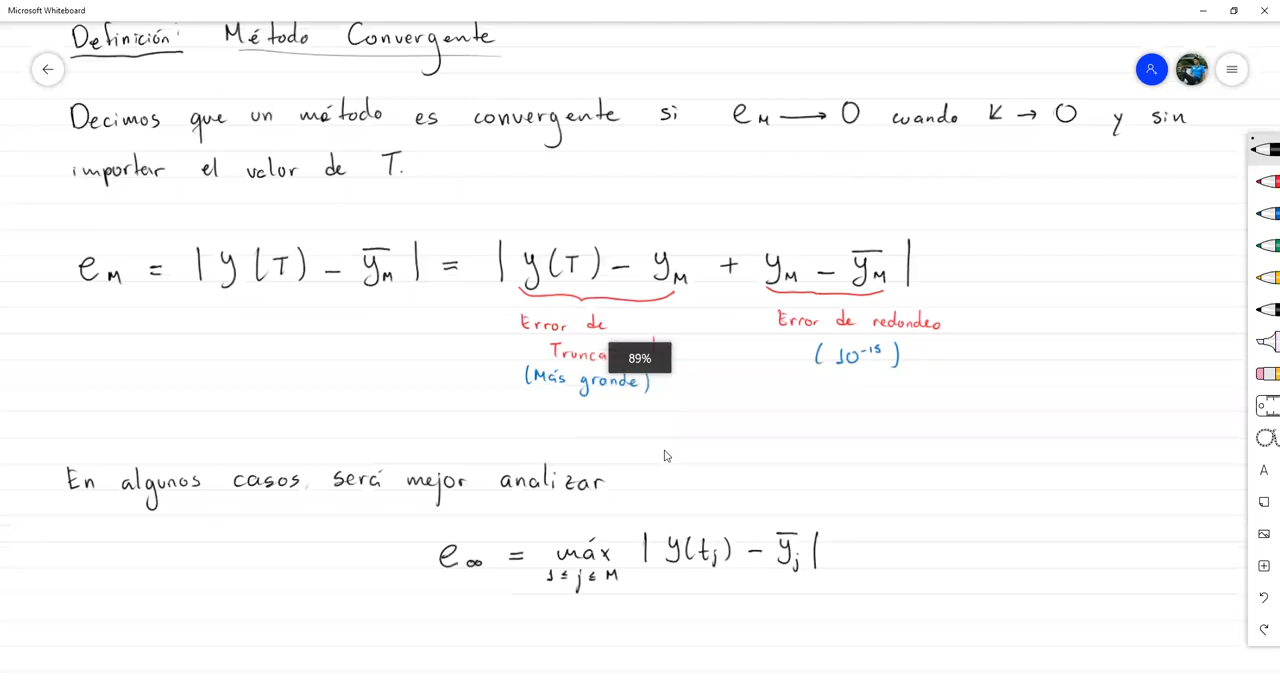 Microsoft Whiteboard
Definición: Método Convergente
Decimos que un método es convergente si e_M → 0 cuando K → 0 y sin
importar el valor de T.
e_M = | y(T) - ȳ_M | = | y(T) - y_M + y_M - ȳ_M |
Error de Error de redondeo
89%
(Más grande) (10⁻¹⁵)
En algunos casos, será mejor analizar
e_∞ = máx | y(t_j) - ȳ_j |
1 ≤ j ≤ M
A